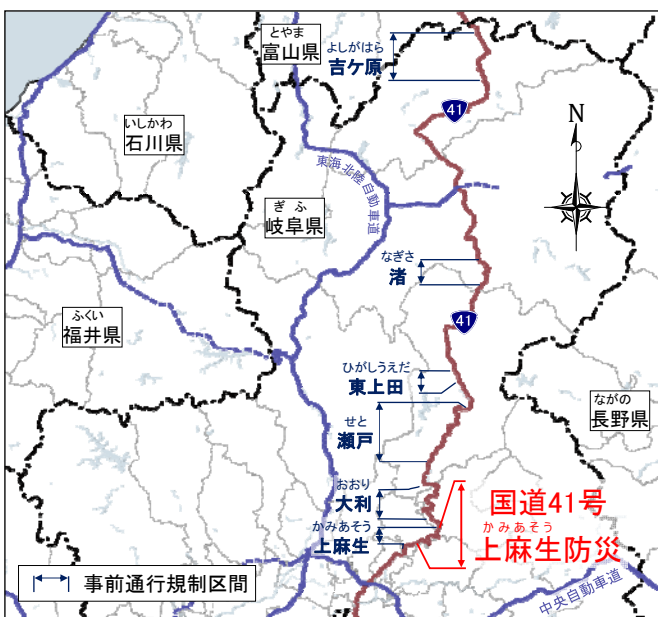 とやま
富山県
よしがはら
吉ケ原
41
N
いしかわ
石川県
東海北陸自動車道
ぎふ
岐阜県
なぎさ
渚
41
ふくい
福井県
ひがしうえだ
東上田
ながの
長野県
せと
瀬戸
おおり
大利
国道41号
かみあそう
上麻生
かみあそう
上麻生防災
事前通行規制区間
中央自動車道